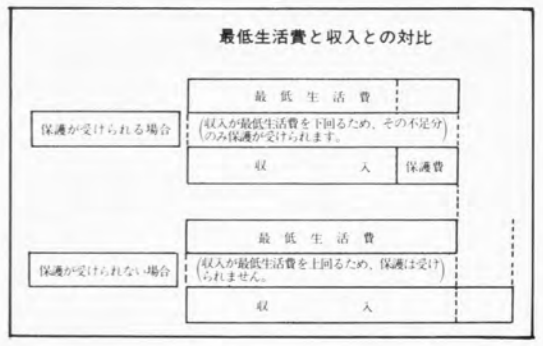 最低生活費と収入との対比
最低生活費
保護が受けられる場合
(収入が最低生活費を下回るため、その不足分
のみ保護が受けられます。)
収入
保護費
最低生活費
保護が受けられない場合
(収入が最低生活費を上回るため、保護は受け
られません。)
収入